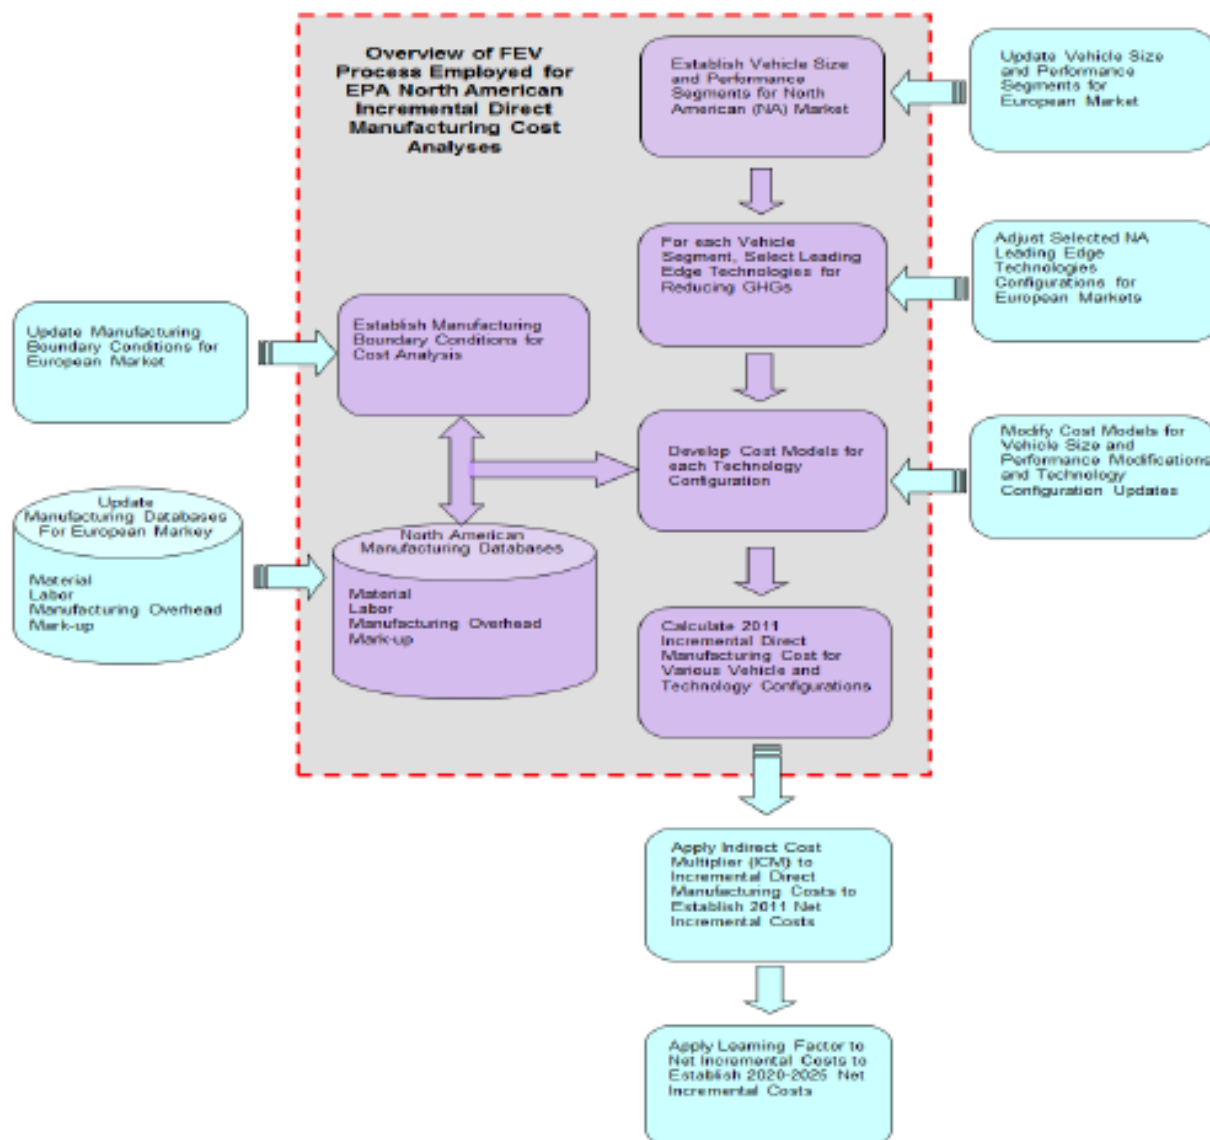 Overview of FEV
Process Employed for
EPA North American
Incremental Direct
Manufacturing Cost
Analyses
Establish Vehicle Size
and Performance
Segments for North
American (NA) Market
Update Vehicle Size
and Performance
Segments for
European Market
For each Vehicle
Segment, Select Leading
Edge Technologies for
Reducing GHGs
Adjust Selected NA
Leading Edge
Technologies
Configurations for
European Markets
Update Manufacturing
Boundary Conditions for
European Market
Establish Manufacturing
Boundary Conditions for
Cost Analysis
Develop Cost Models for
each Technology
Configuration
Modify Cost Models for
Vehicle Size and
Performance Modifications
and Technology
Configuration Updates
Update
Manufacturing Databases
For European Markey
Material
Labor
Manufacturing Overhead
Mark-up
North American
Manufacturing Databases
Material
Labor
Manufacturing Overhead
Mark-up
Calculate 2011
Incremental Direct
Manufacturing Cost for
Various Vehicle and
Technology Configurations
Apply Indirect Cost
Multiplier (ICM) to
Incremental Direct
Manufacturing Costs to
Establish 2011 Net
Incremental Costs
Apply Learning Factor to
Net Incremental Costs to
Establish 2020-2025 Net
Incremental Costs